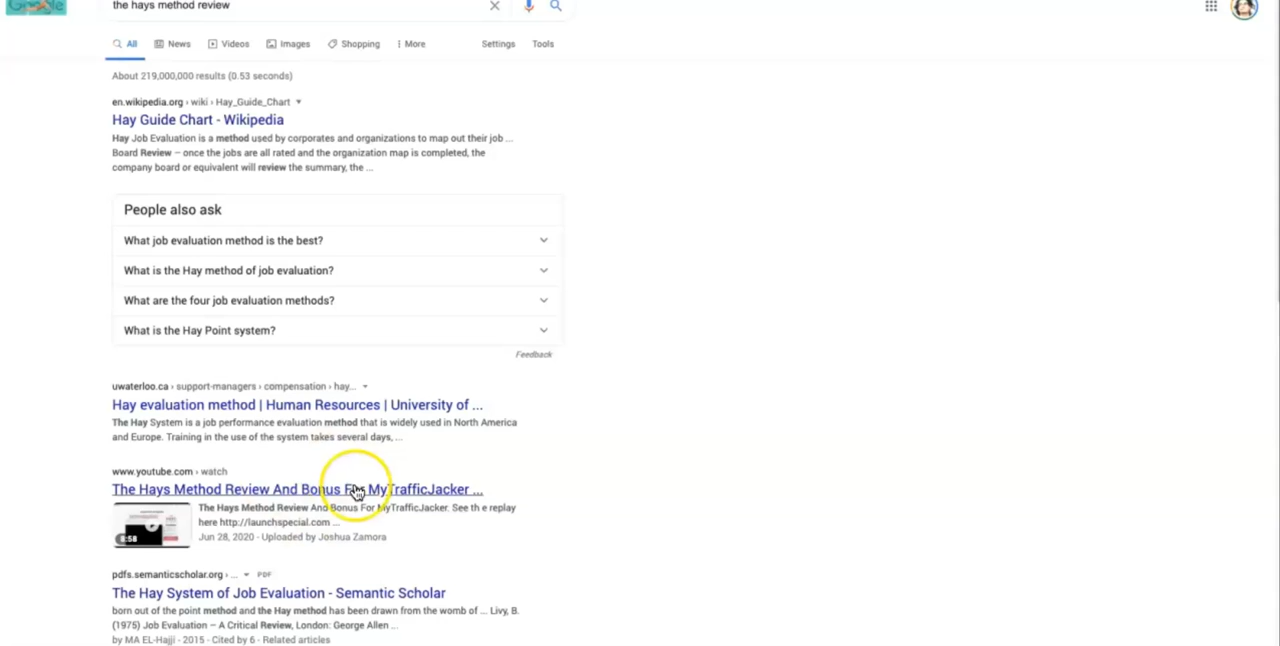 Google
the hays method review
All News Videos Images Shopping More Settings Tools
About 219,000,000 results (0.53 seconds)
en.wikipedia.org › wiki › Hay_Guide_Chart
Hay Guide Chart - Wikipedia
Hay Job Evaluation is a method used by corporates and organizations to map out their job ...
Board Review – once the jobs are all rated and the organization map is completed, the
company board or equivalent will review the summary, the ...
People also ask
What job evaluation method is the best?
What is the Hay method of job evaluation?
What are the four job evaluation methods?
What is the Hay Point system?
Feedback
uwaterloo.ca › support-managers › compensation › hay...
Hay evaluation method | Human Resources | University of ...
The Hay System is a job performance evaluation method that is widely used in North America
and Europe. Training in the use of the system takes several days, ...
www.youtube.com › watch
The Hays Method Review And Bonus For MyTrafficJacker ...
The Hays Method Review And Bonus For MyTrafficJacker. See th e replay
here http://launchspecial.com ...
8:58
Jun 28, 2020 - Uploaded by Joshua Zamora
pdfs.semanticscholar.org › ... PDF
The Hay System of Job Evaluation - Semantic Scholar
born out of the point method and the Hay method has been drawn from the womb of ... Livy, B.
(1975) Job Evaluation – A Critical Review, London: George Allen ...
by MA EL-Hajji - 2015 - Cited by 6 - Related articles